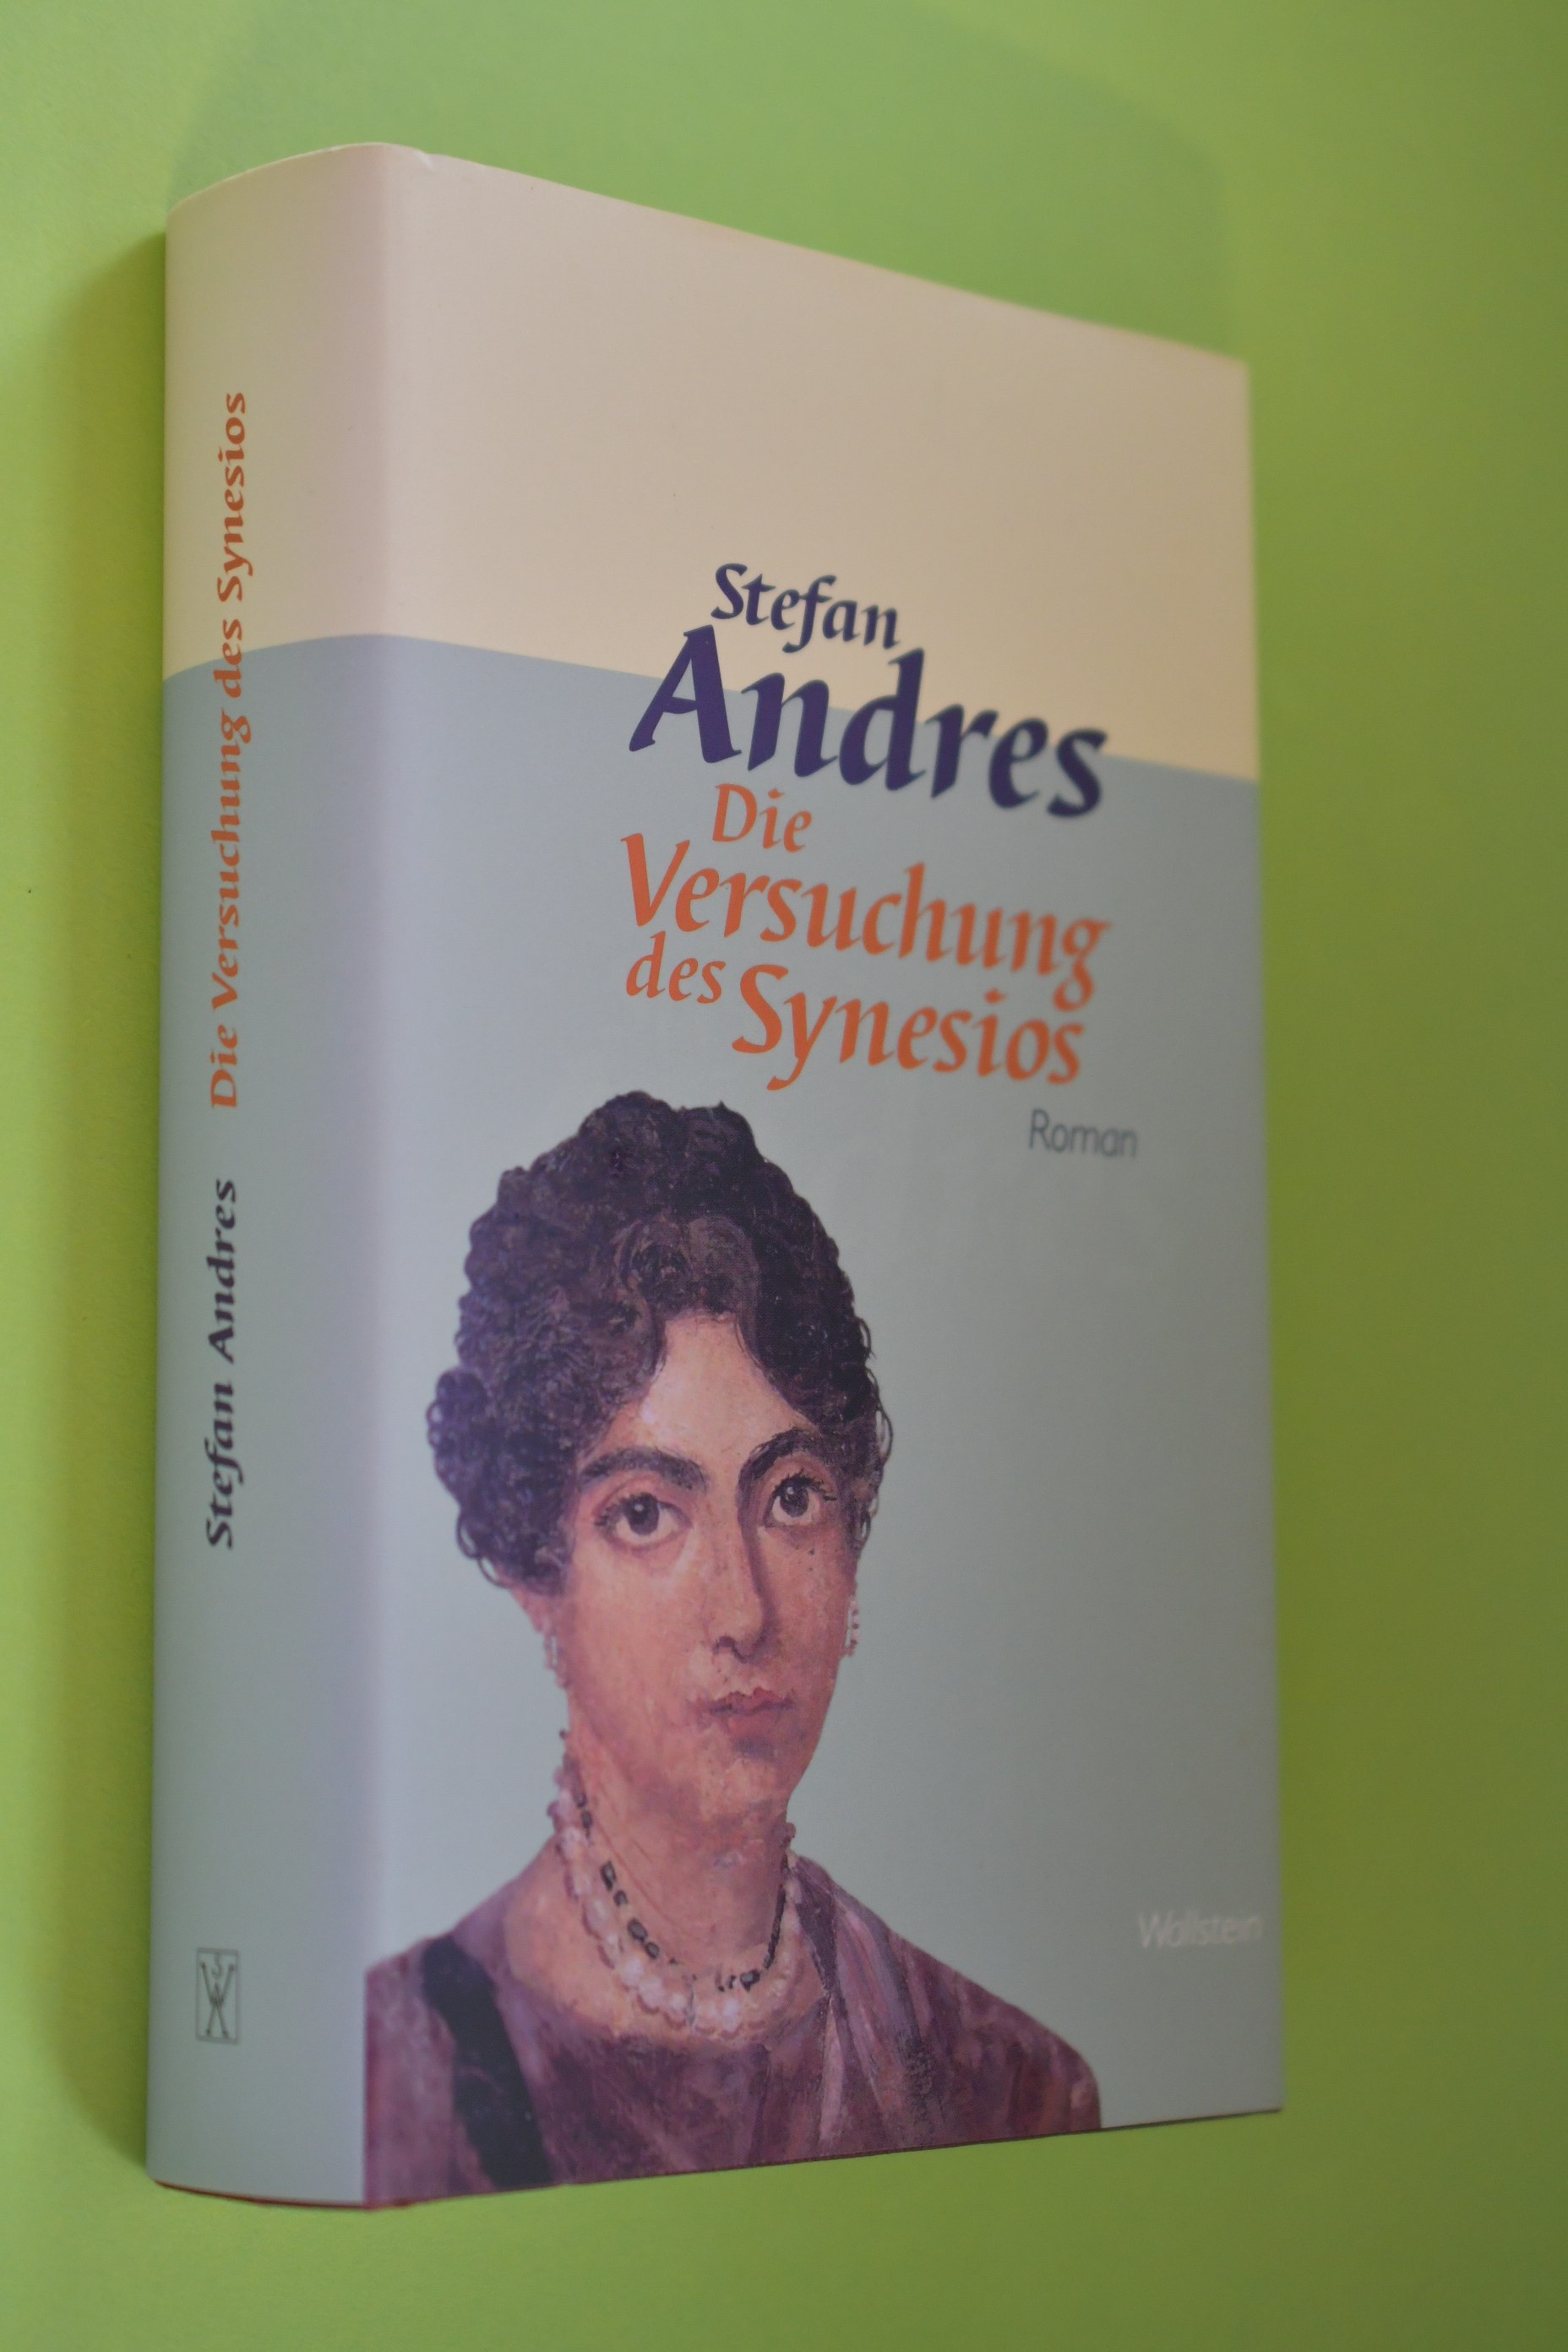 Stefan
Andres
Die
Versuchung
des Synesios
Roman
Wallstein
Stefan Andres Die Versuchung des Synesios